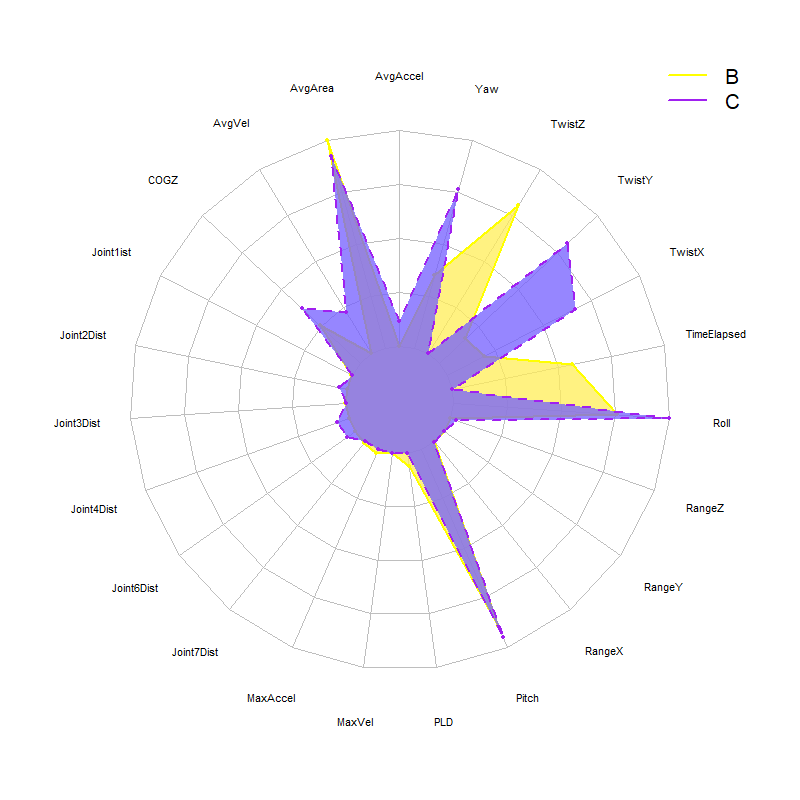 B
C
AvgAccel
Yaw
AvgArea
TwistZ
AvgVel
TwistY
COGZ
TwistX
Joint1ist
TimeElapsed
Joint2Dist
Roll
Joint3Dist
RangeZ
Joint4Dist
RangeY
Joint6Dist
RangeX
Joint7Dist
Pitch
MaxAccel
PLD
MaxVel